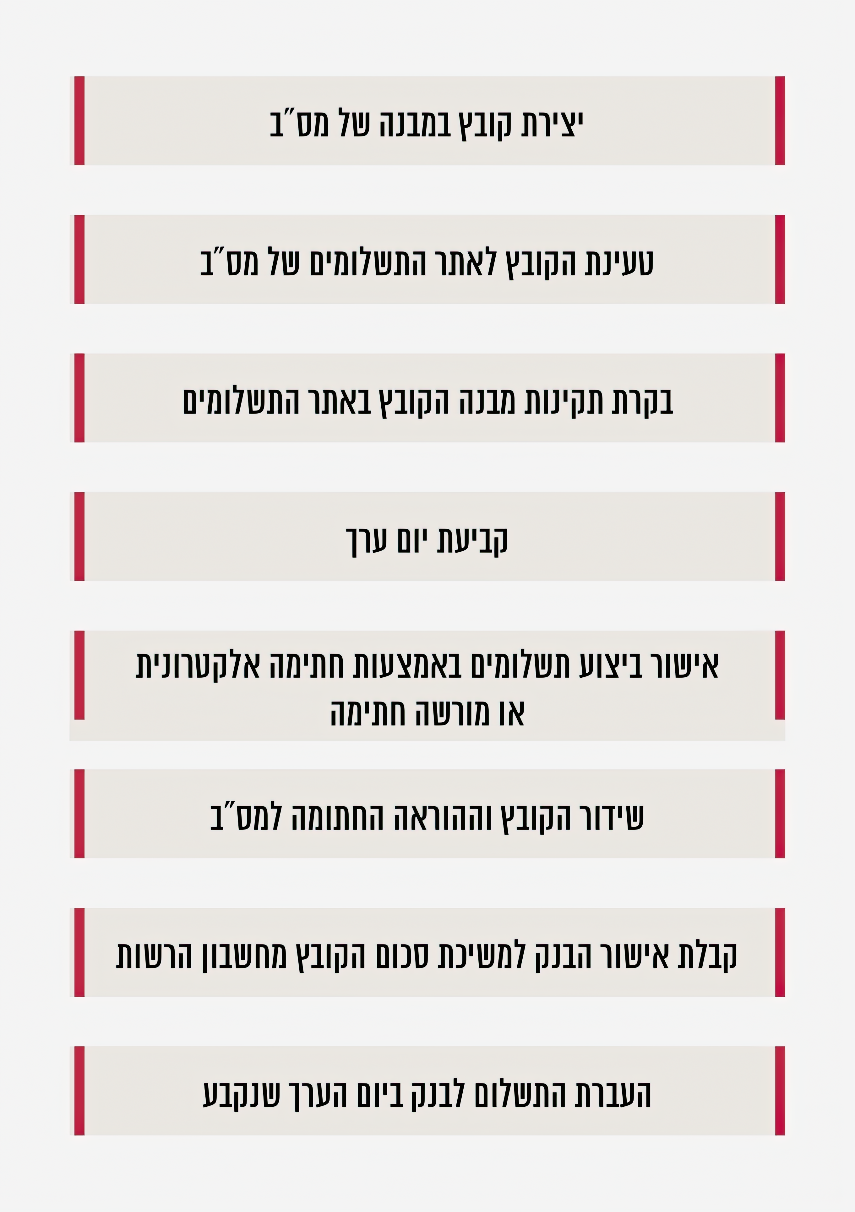 יצירת קובץ במבנה של מס״ב
טעינת הקובץ לאתר התשלומים של מס״ב
בקרת תקינות מבנה הקובץ באתר התשלומים
קביעת יום ערך
אישור ביצוע תשלומים באמצעות חתימה אלקטרונית
או מורשה חתימה
שידור הקובץ וההוראה החתומה למס״ב
קבלת אישור הבנק למשיכת סכום הקובץ מחשבון הרשות
העברת התשלום לבנק ביום הערך שנקבע